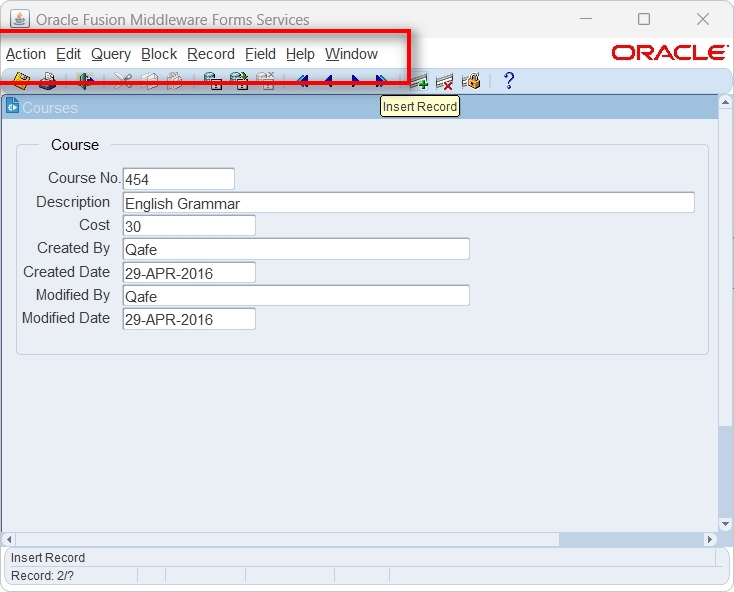 Oracle Fusion Middleware Forms Services
Action Edit Query Block Record Field Help Window
ORACLE
Insert Record
Courses
Course
Course No. 454
Description English Grammar
Cost 30
Created By Qafe
Created Date 29-APR-2016
Modified By Qafe
Modified Date 29-APR-2016
Insert Record
Record: 2/?